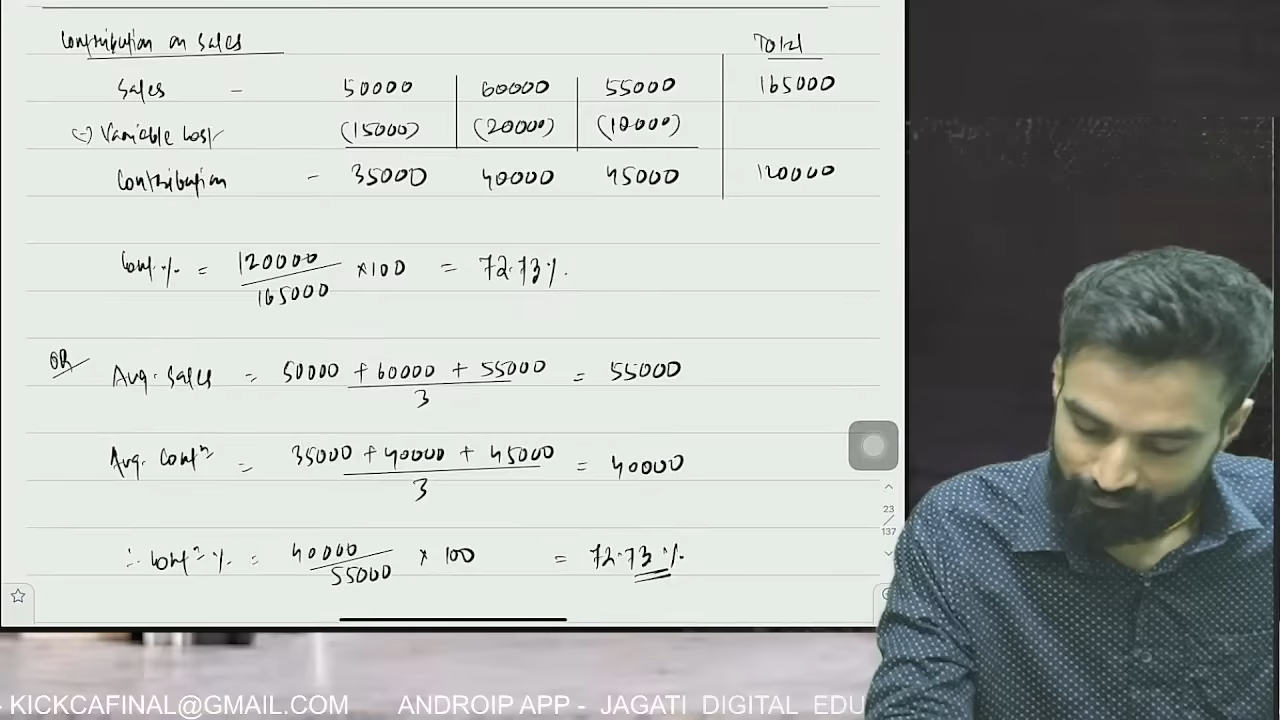 Contribution on Sales
Total
Sales - 50000 60000 55000 165000
(-) Variable Cost (15000) (20000) (10000)
Contribution - 35000 40000 45000 120000
Cont.% = 120000 / 165000 × 100 = 72.73%.
OR
Avg. Sales = 50000 + 60000 + 55000 / 3 = 55000
Avg. Contⁿ = 35000 + 40000 + 45000 / 3 = 40000
∴ Contⁿ % = 40000 / 55000 × 100 = 72.73%
23
/
137
- KICKCAFINAL@GMAIL.COM ANDROIP APP - JAGATI DIGITAL EDU